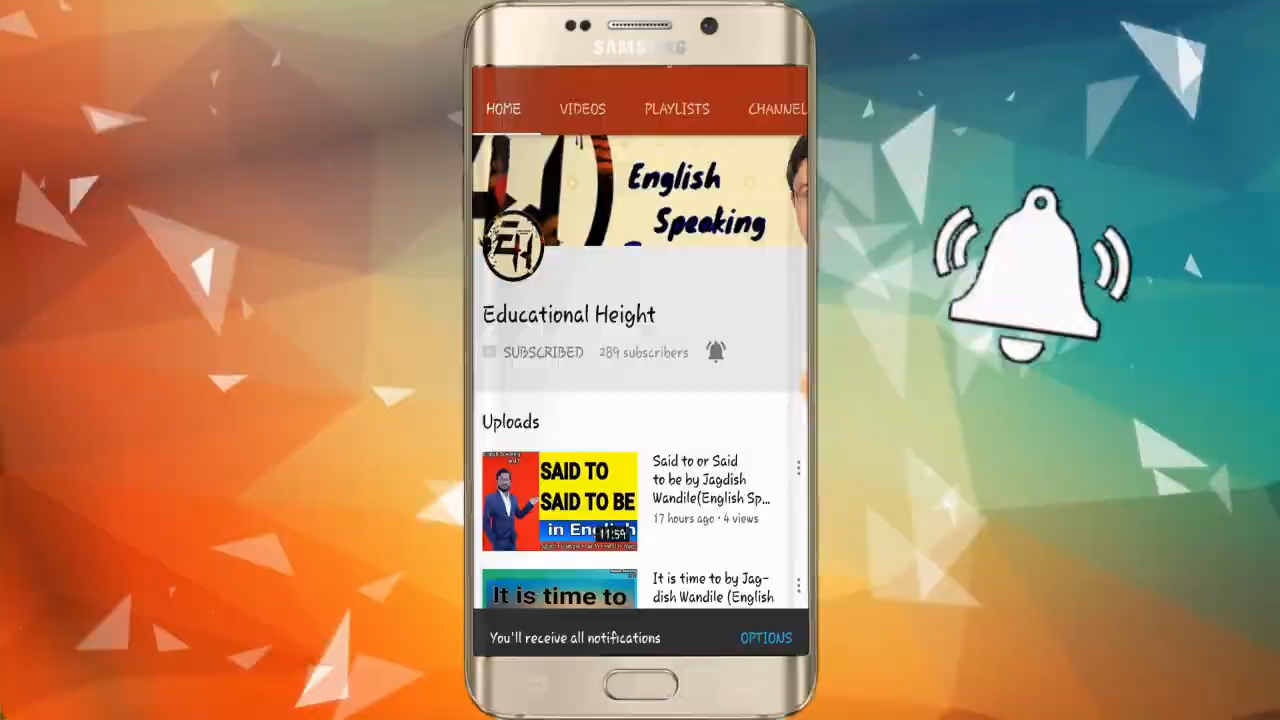 SAMSUNG
HOME VIDEOS PLAYLISTS CHANNEL
English
Speaking
Educational Height
SUBSCRIBED 289 subscribers
Uploads
SAID TO
SAID TO BE
in English
11:59
Said to or Said
to be by Jagdish
Wandile(English Sp...
17 hours ago • 4 views
It is time to
It is time to by Jag-
dish Wandile (English
You'll receive all notifications OPTIONS